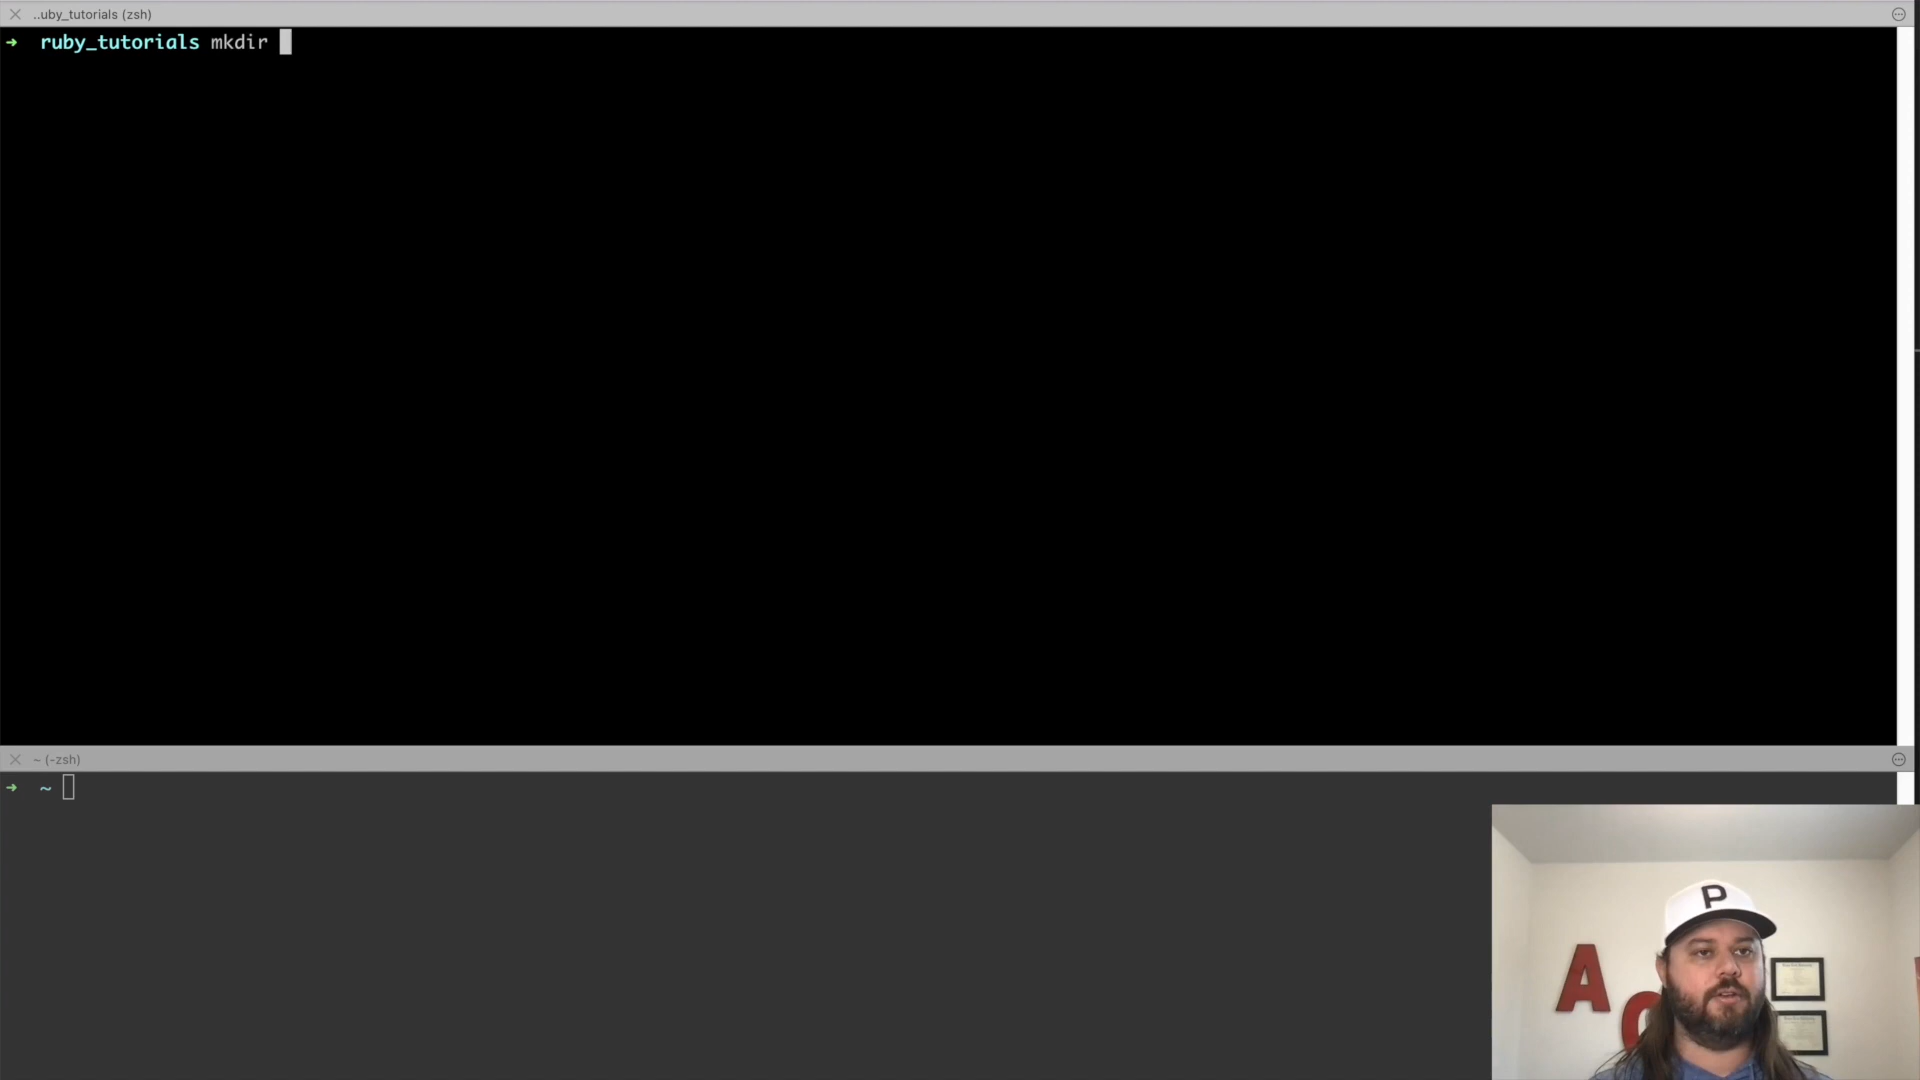 ..uby_tutorials (zsh)
➜ ruby_tutorials mkdir
~ (-zsh)
➜ ~
P
A